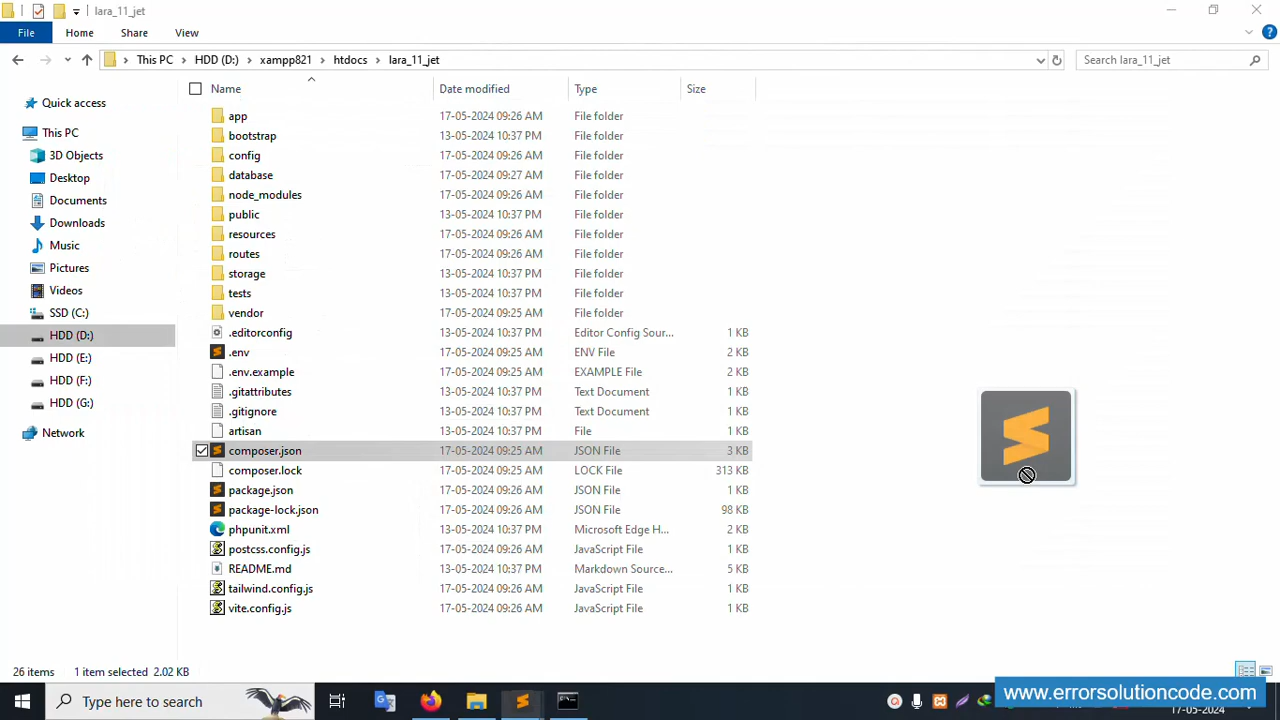 lara_11_jet
File Home Share View
This PC HDD (D:) xampp821 htdocs lara_11_jet Search lara_11_jet
Name Date modified Type Size
Quick access
This PC
3D Objects
Desktop
Documents
Downloads
Music
Pictures
Videos
SSD (C:)
HDD (D:)
HDD (E:)
HDD (F:)
HDD (G:)
Network
app 17-05-2024 09:26 AM File folder
bootstrap 13-05-2024 10:37 PM File folder
config 17-05-2024 09:26 AM File folder
database 17-05-2024 09:27 AM File folder
node_modules 17-05-2024 09:26 AM File folder
public 13-05-2024 10:37 PM File folder
resources 17-05-2024 09:26 AM File folder
routes 17-05-2024 09:26 AM File folder
storage 13-05-2024 10:37 PM File folder
tests 13-05-2024 10:37 PM File folder
vendor 17-05-2024 09:25 AM File folder
.editorconfig 13-05-2024 10:37 PM Editor Config Sour... 1 KB
.env 17-05-2024 09:25 AM ENV File 2 KB
.env.example 17-05-2024 09:25 AM EXAMPLE File 2 KB
.gitattributes 13-05-2024 10:37 PM Text Document 1 KB
.gitignore 13-05-2024 10:37 PM Text Document 1 KB
artisan 13-05-2024 10:37 PM File 1 KB
composer.json 17-05-2024 09:25 AM JSON File 3 KB
composer.lock 17-05-2024 09:25 AM LOCK File 313 KB
package.json 17-05-2024 09:26 AM JSON File 1 KB
package-lock.json 17-05-2024 09:26 AM JSON File 98 KB
phpunit.xml 13-05-2024 10:37 PM Microsoft Edge H... 2 KB
postcss.config.js 17-05-2024 09:26 AM JavaScript File 1 KB
README.md 13-05-2024 10:37 PM Markdown Source... 5 KB
tailwind.config.js 17-05-2024 09:26 AM JavaScript File 1 KB
vite.config.js 17-05-2024 09:26 AM JavaScript File 1 KB
26 items 1 item selected 2.02 KB
Type here to search
www.errorsolutioncode.com
17-05-2024